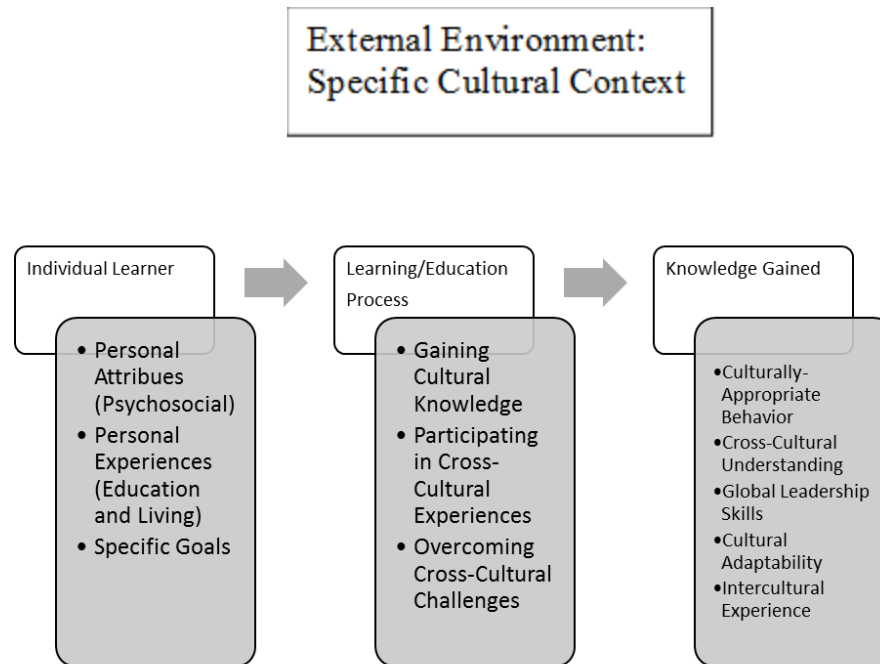 External Environment:
Specific Cultural Context
Individual Learner
• Personal
Attribues
(Psychosocial)
• Personal
Experiences
(Education
and Living)
• Specific Goals
Learning/Education
Process
• Gaining
Cultural
Knowledge
• Participating
in Cross-
Cultural
Experiences
• Overcoming
Cross-Cultural
Challenges
Knowledge Gained
•Culturally-
Appropriate
Behavior
•Cross-Cultural
Understanding
•Global Leadership
Skills
•Cultural
Adaptability
•Intercultural
Experience